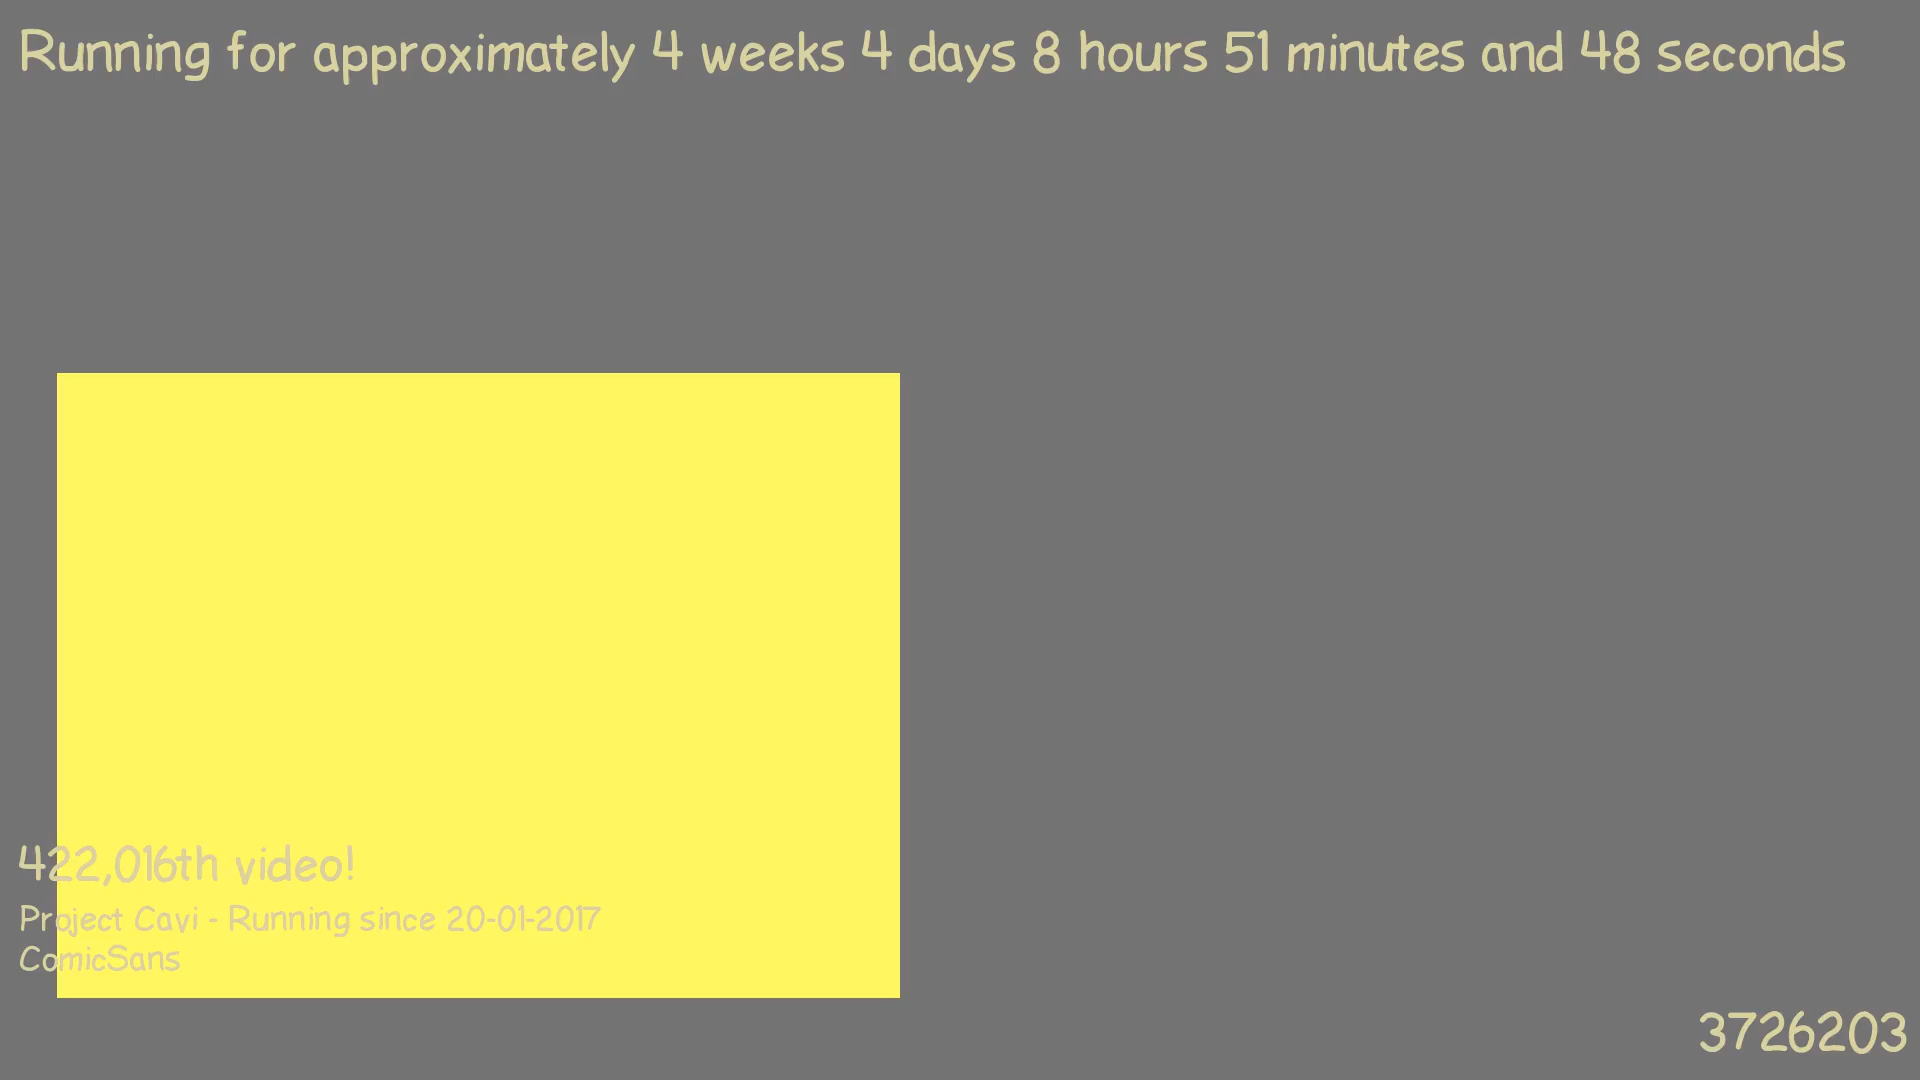 Running for approximately 4 weeks 4 days 8 hours 51 minutes and 48 seconds
422,016th video!
Project Cavi - Running since 20-01-2017
ComicSans
3726203